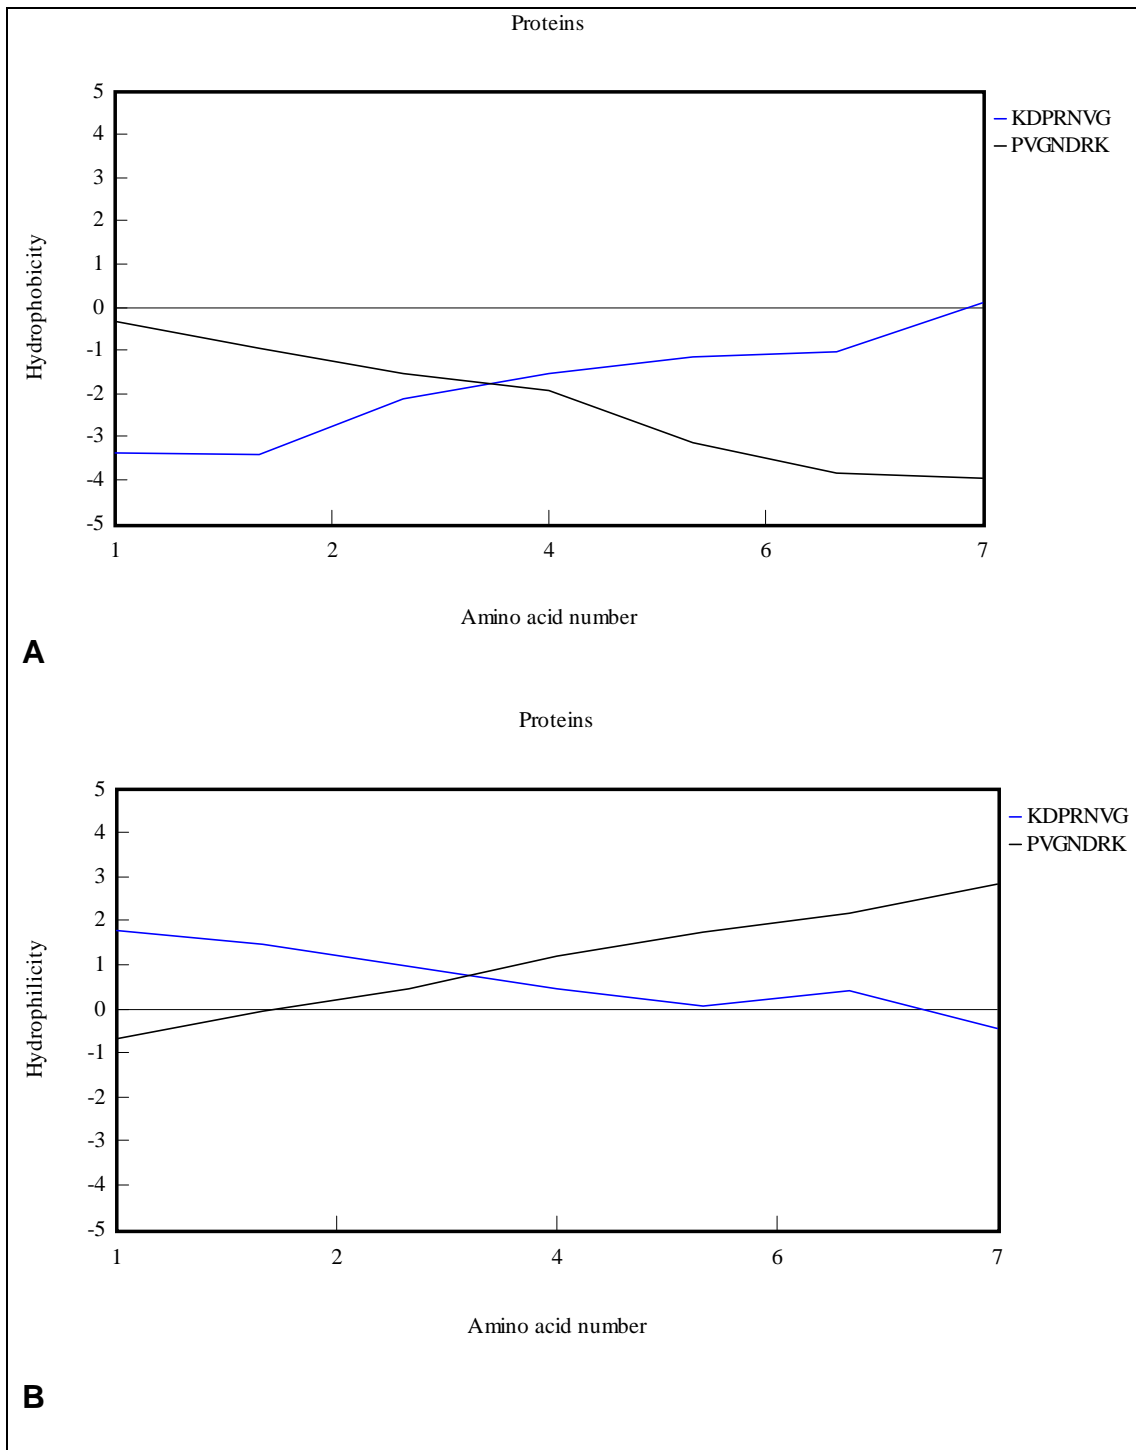 Proteins
5
4
3
2
1
0
-1
-2
-3
-4
-5
Hydrophobicity
1 2 4 6 7
Amino acid number
KDPRNVG
PVGNDRK
A
Proteins
5
4
3
2
1
0
-1
-2
-3
-4
-5
Hydrophilicity
1 2 4 6 7
Amino acid number
KDPRNVG
PVGNDRK
B